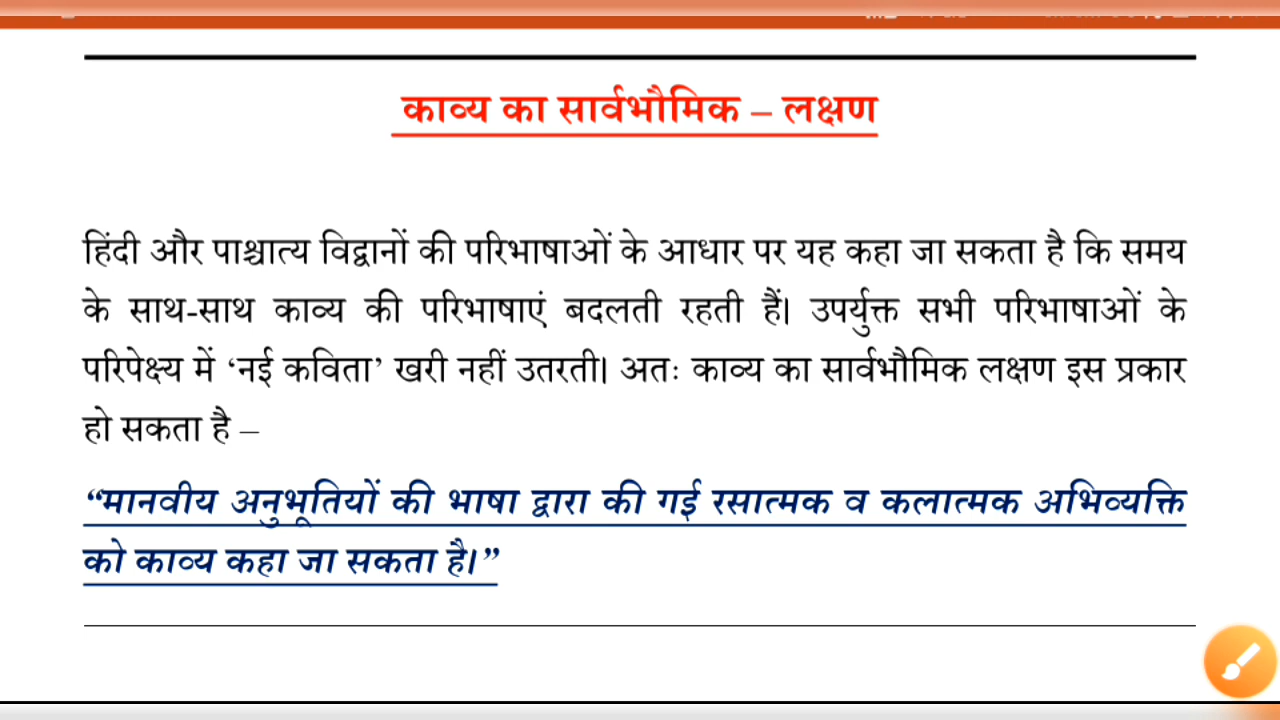 काव्य का सार्वभौमिक – लक्षण
हिंदी और पाश्चात्य विद्वानों की परिभाषाओं के आधार पर यह कहा जा सकता है कि समय
के साथ-साथ काव्य की परिभाषाएं बदलती रहती हैं। उपर्युक्त सभी परिभाषाओं के
परिपेक्ष्य में ‘नई कविता’ खरी नहीं उतरती। अतः काव्य का सार्वभौमिक लक्षण इस प्रकार
हो सकता है –
“मानवीय अनुभूतियों की भाषा द्वारा की गई रसात्मक व कलात्मक अभिव्यक्ति
को काव्य कहा जा सकता है।”